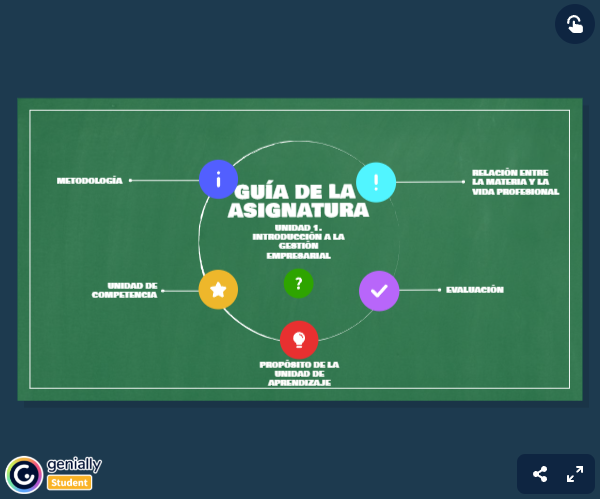 METODOLOGÍA
RELACIÓN ENTRE
LA MATERIA Y LA
VIDA PROFESIONAL
GUÍA DE LA
ASIGNATURA
UNIDAD 1.
INTRODUCCIÓN A LA
GESTIÓN
EMPRESARIAL
?
UNIDAD DE
COMPETENCIA
EVALUACIÓN
PROPÓSITO DE LA
UNIDAD DE
APRENDIZAJE
genially
Student